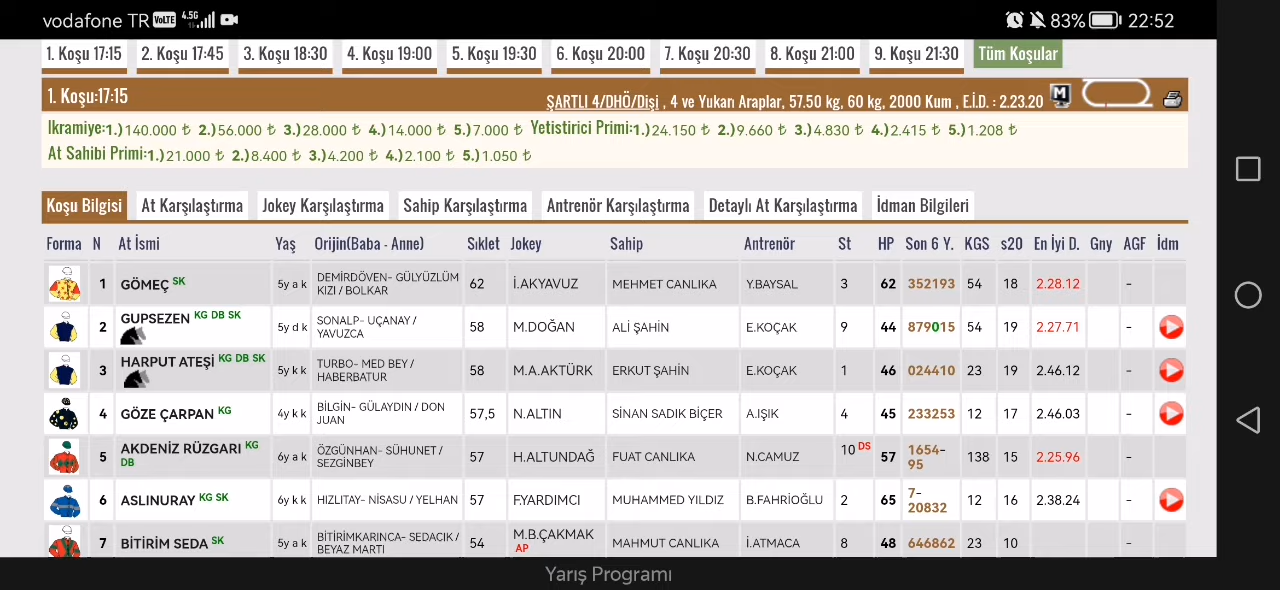 vodafone TR VoLTE 4.5G 83% 22:52
1. Koşu 17:15 2. Koşu 17:45 3. Koşu 18:30 4. Koşu 19:00 5. Koşu 19:30 6. Koşu 20:00 7. Koşu 20:30 8. Koşu 21:00 9. Koşu 21:30 Tüm Koşular
1. Koşu:17:15 ŞARTLI 4/DHÖ/Dişi , 4 ve Yukarı Araplar, 57.50 kg, 60 kg, 2000 Kum , E.İ.D. : 2.23.20 M
İkramiye:1.)140.000 ₺ 2.)56.000 ₺ 3.)28.000 ₺ 4.)14.000 ₺ 5.)7.000 ₺ Yetistirici Primi:1.)24.150 ₺ 2.)9.660 ₺ 3.)4.830 ₺ 4.)2.415 ₺ 5.)1.208 ₺
At Sahibi Primi:1.)21.000 ₺ 2.)8.400 ₺ 3.)4.200 ₺ 4.)2.100 ₺ 5.)1.050 ₺
Koşu Bilgisi At Karşılaştırma Jokey Karşılaştırma Sahip Karşılaştırma Antrenör Karşılaştırma Detaylı At Karşılaştırma İdman Bilgileri
Forma N At İsmi Yaş Orijin(Baba - Anne) Sıklet Jokey Sahip Antrenör St HP Son 6 Y. KGS s20 En İyi D. Gny AGF İdm
1 GÖMEÇ SK 5y a k DEMİRDÖVEN- GÜLYÜZLÜM KIZI / BOLKAR 62 İ.AKYAVUZ MEHMET CANLIKA Y.BAYSAL 3 62 352193 54 18 2.28.12 -
2 GUPSEZEN KG DB SK 5y d k SONALP- UÇANAY / YAVUZCA 58 M.DOĞAN ALİ ŞAHİN E.KOÇAK 9 44 879015 54 19 2.27.71 -
3 HARPUT ATEŞİ KG DB SK 5y k k TURBO- MED BEY / HABERBATUR 58 M.A.AKTÜRK ERKUT ŞAHİN E.KOÇAK 1 46 024410 23 19 2.46.12 -
4 GÖZE ÇARPAN KG 4y k k BİLGİN- GÜLAYDIN / DON JUAN 57,5 N.ALTIN SİNAN SADIK BİÇER A.IŞIK 4 45 233253 12 17 2.46.03 -
5 AKDENİZ RÜZGARI KG DB 6y a k ÖZGÜNHAN- SÜHUNET / SEZGİNBEY 57 H.ALTUNDAĞ FUAT CANLIKA N.CAMUZ 10 DS 57 1654-95 138 15 2.25.96 -
6 ASLINURAY KG SK 6y k k HIZLITAY- NİSASU / YELHAN 57 F.YARDIMCI MUHAMMED YILDIZ B.FAHRİOĞLU 2 65 7-20832 12 16 2.38.24 -
7 BİTİRİM SEDA SK 5y a k BİTİRİMKARINCA- SEDACIK / BEYAZ MARTI 54 M.B.ÇAKMAK AP MAHMUT CANLIKA İ.ATMACA 8 48 646862 23 10 -
Yarış Programı